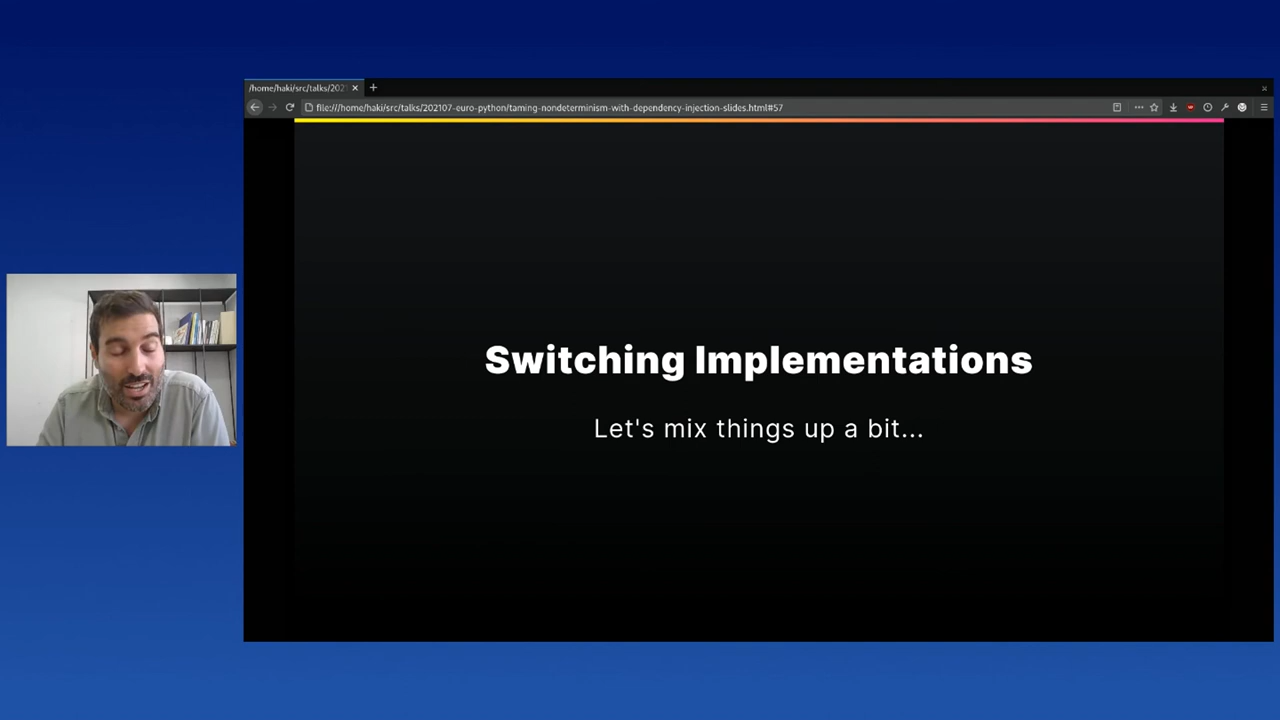 /home/haki/src/talks/202
file:///home/haki/src/talks/202107-euro-python/taming-nondeterminism-with-dependency-injection-slides.html#57
Switching Implementations
Let's mix things up a bit...